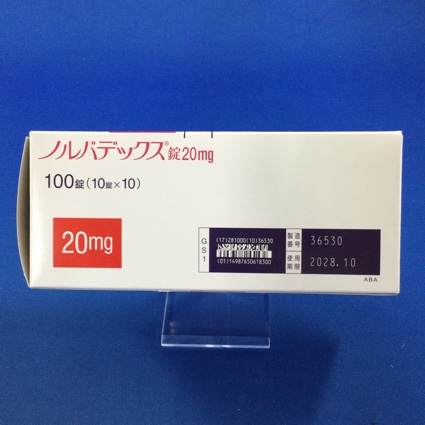 ノルバデックス®錠20mg
100錠(10錠×10)
20mg
GS1
(17)281000(10)36530
(01)14987650618300
製造番号 36530
使用期限 2028.10
ABA